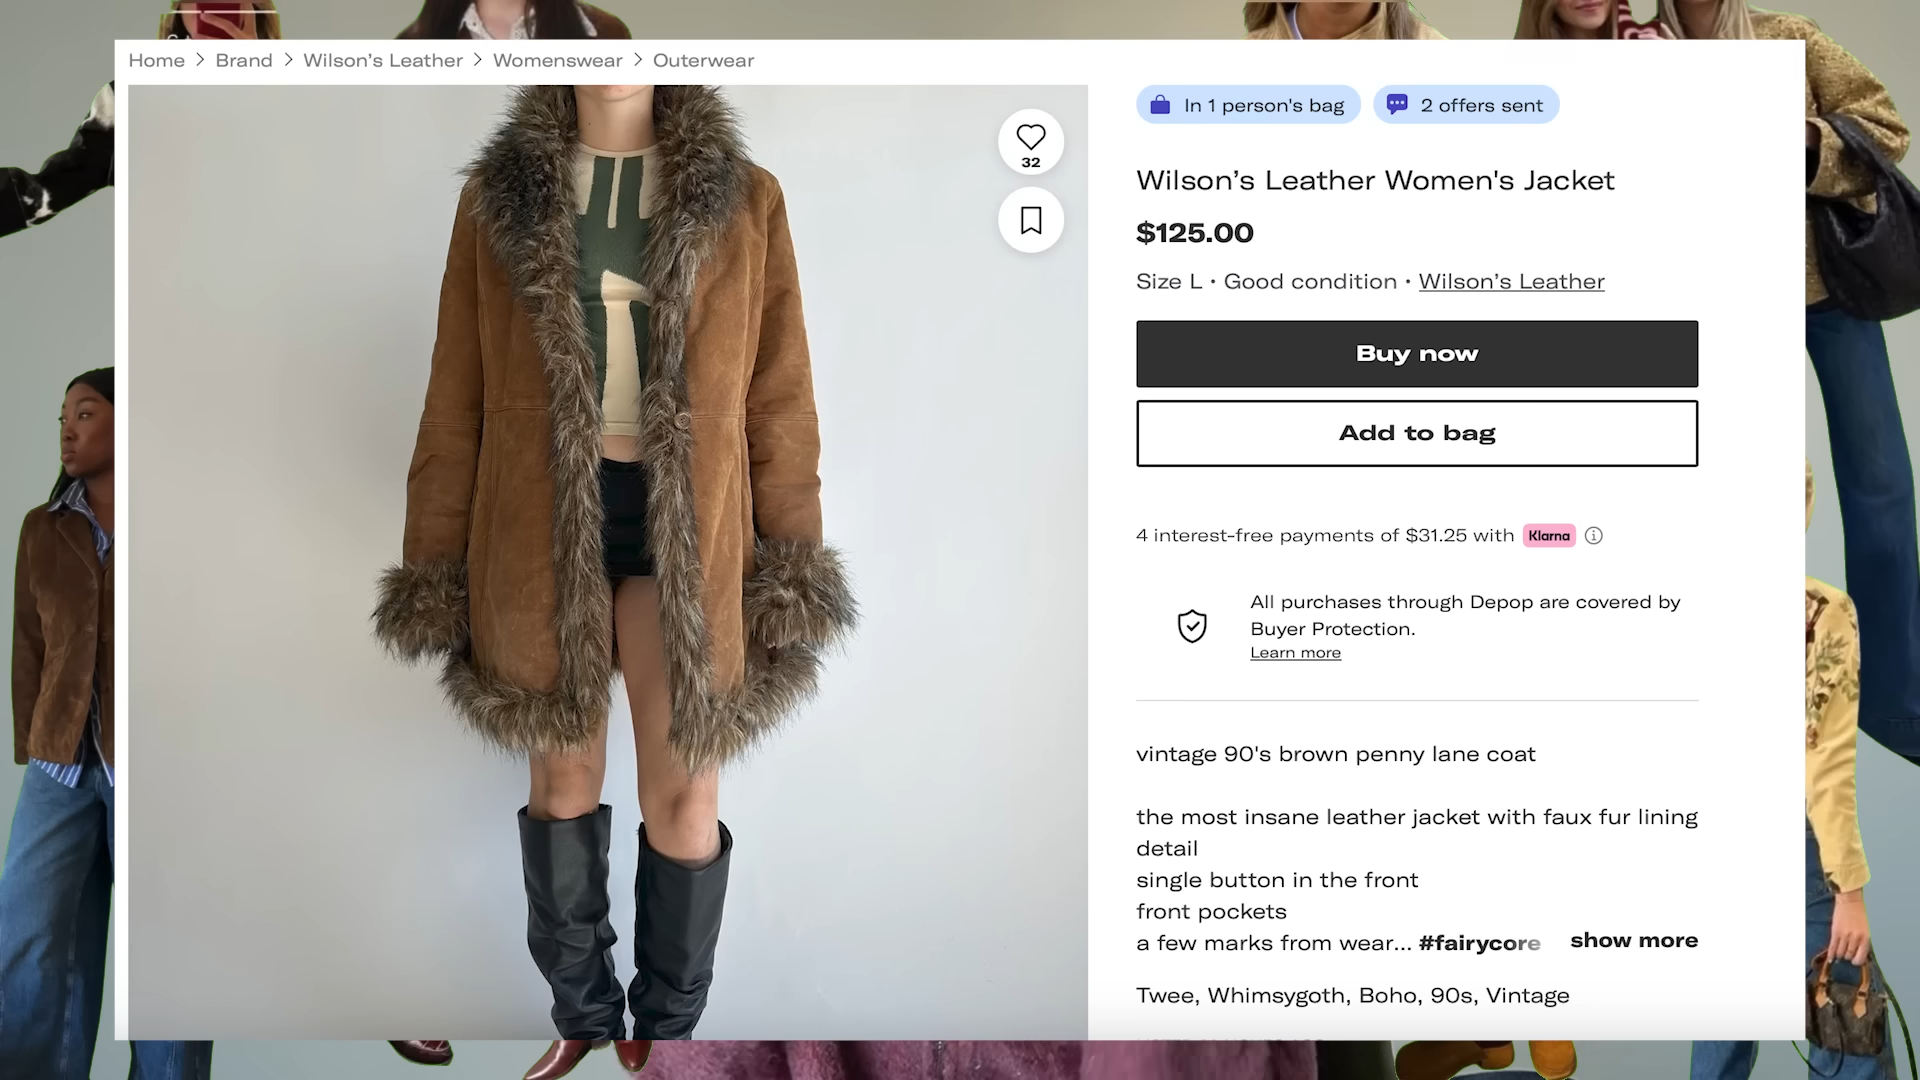 Home > Brand > Wilson's Leather > Womenswear > Outerwear
32
In 1 person's bag
2 offers sent
Wilson’s Leather Women's Jacket
$125.00
Size L • Good condition • Wilson’s Leather
Buy now
Add to bag
4 interest-free payments of $31.25 with Klarna
All purchases through Depop are covered by
Buyer Protection.
Learn more
vintage 90's brown penny lane coat
the most insane leather jacket with faux fur lining
detail
single button in the front
front pockets
a few marks from wear... #fairycore show more
Twee, Whimsygoth, Boho, 90s, Vintage